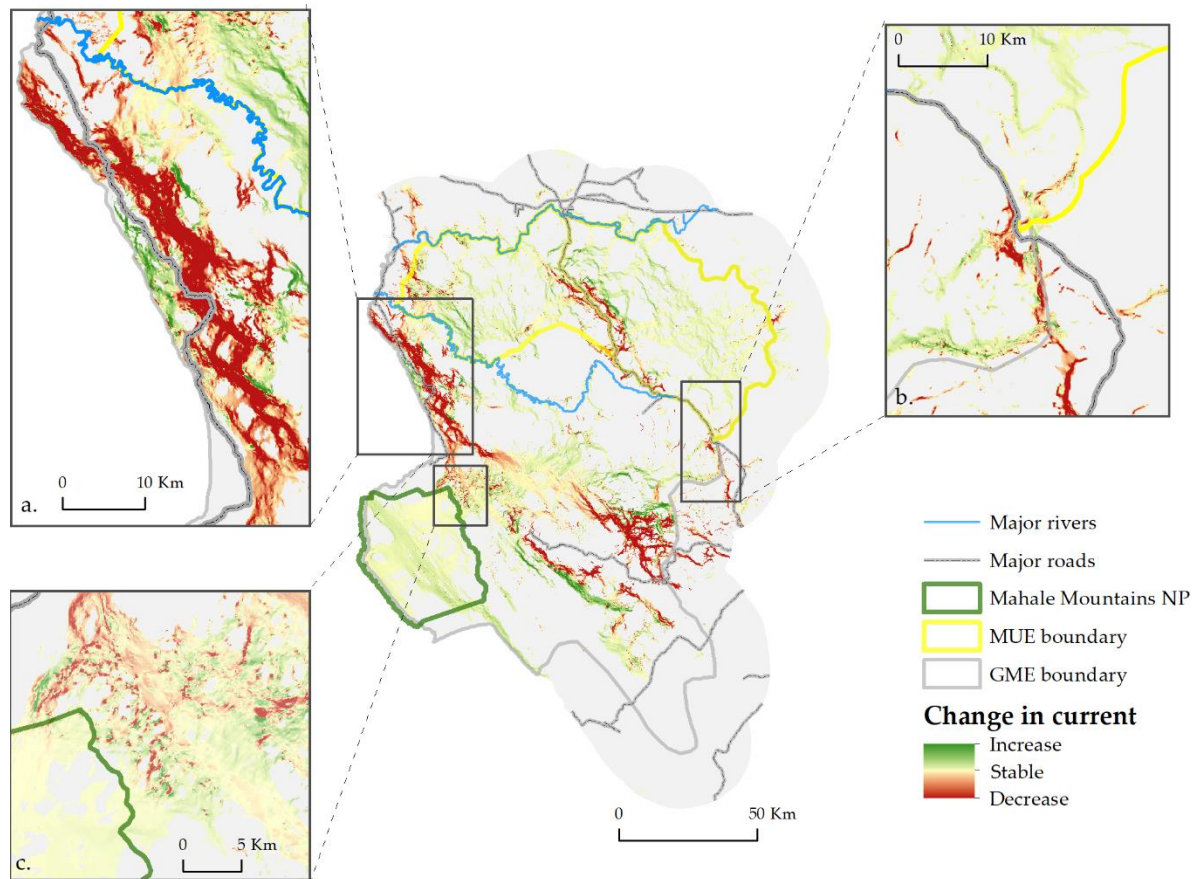 0 10 Km
a.
0 10 Km
b.
0 5 Km
c.
0 50 Km
Major rivers
Major roads
Mahale Mountains NP
MUE boundary
GME boundary
Change in current
Increase
Stable
Decrease